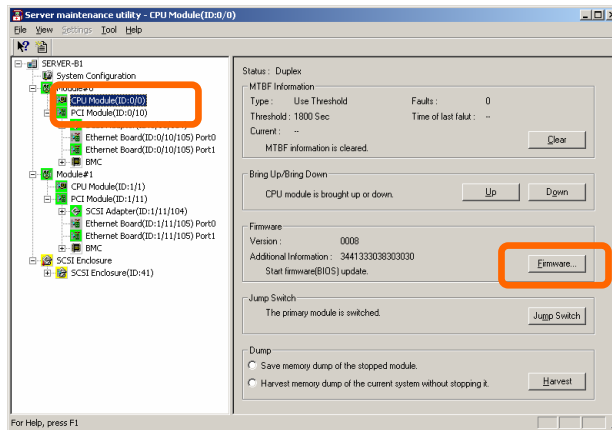 Server maintenance utility - CPU Module(ID:0/0)
File View Settings Tool Help
SERVER-B1
System Configuration
Module#0
CPU Module(ID:0/0)
PCI Module(ID:0/10)
Ethernet Board(ID:0/10/105) Port0
Ethernet Board(ID:0/10/105) Port1
BMC
Module#1
CPU Module(ID:1/1)
PCI Module(ID:1/11)
SCSI Adapter(ID:1/11/104)
Ethernet Board(ID:1/11/105) Port0
Ethernet Board(ID:1/11/105) Port1
BMC
SCSI Enclosure
SCSI Enclosure(ID:41)
Status : Duplex
MTBF Information
Type : Use Threshold Faults : 0
Threshold : 1800 Sec Time of last falut : --
Current : --
MTBF information is cleared. Clear
Bring Up/Bring Down
CPU module is brought up or down. Up Down
Firmware
Version : 0008
Additional Information : 3441333038303030
Start firmware(BIOS) update. Firmware...
Jump Switch
The primary module is switched. Jump Switch
Dump
Save memory dump of the stopped module.
Harvest memory dump of the current system without stopping it. Harvest
For Help, press F1